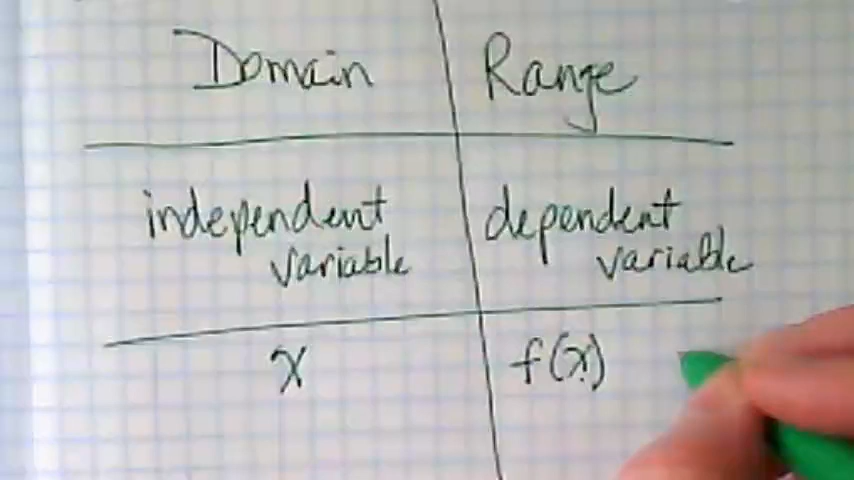 Domain Range
independent variable
dependent variable
x f(x)